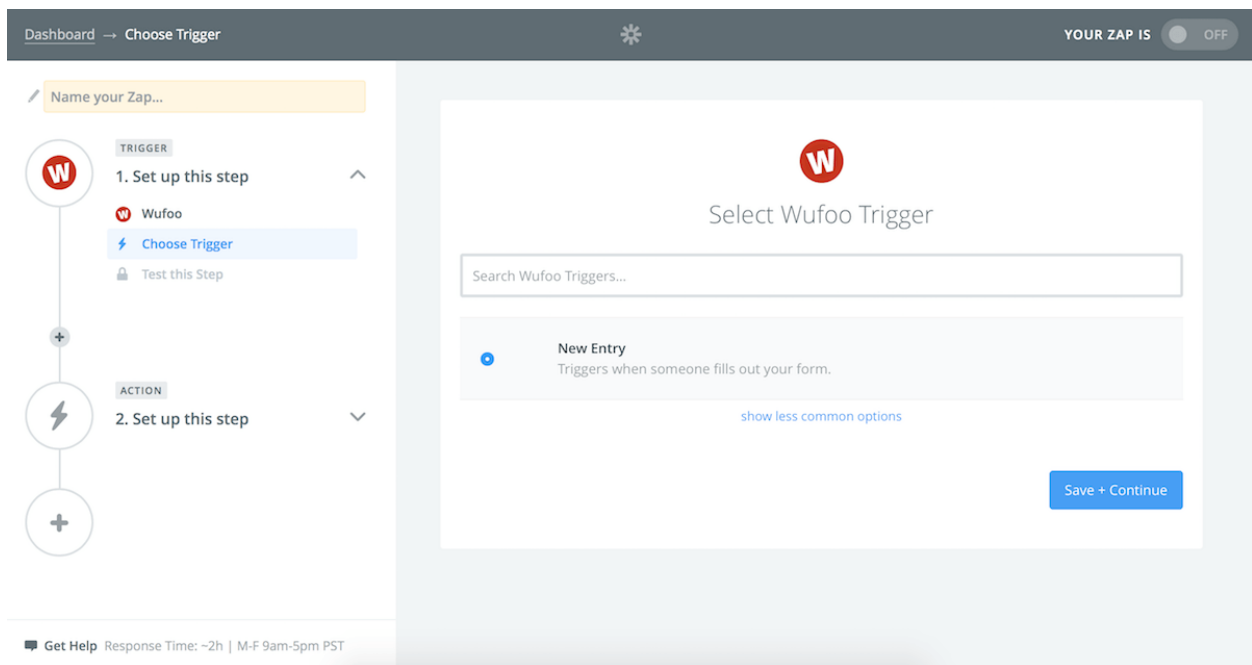 Dashboard → Choose Trigger
YOUR ZAP IS OFF
Name your Zap...
TRIGGER
1. Set up this step
Wufoo
Choose Trigger
Test this Step
ACTION
2. Set up this step
Get Help Response Time: ~2h | M-F 9am-5pm PST
W
Select Wufoo Trigger
Search Wufoo Triggers...
New Entry
Triggers when someone fills out your form.
show less common options
Save + Continue